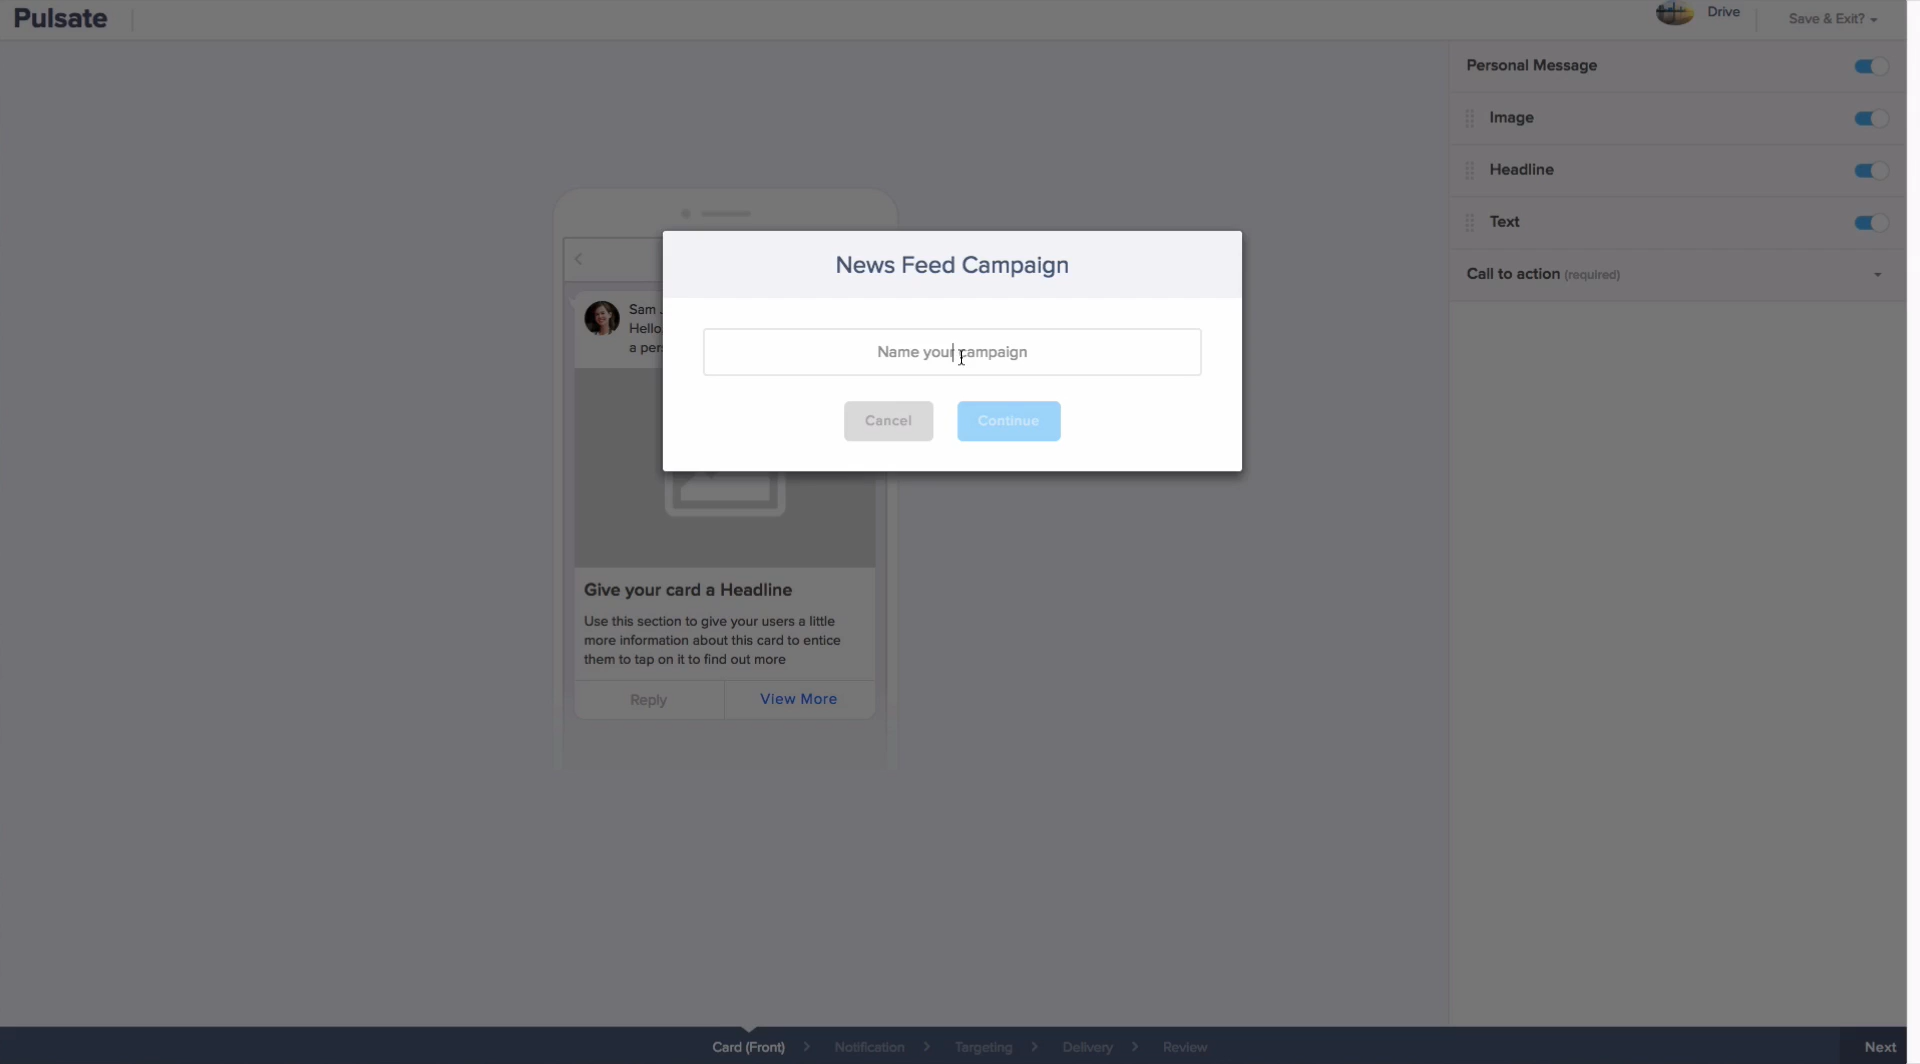 Pulsate
Drive
Save & Exit?
Personal Message
Image
Headline
Text
Call to action (required)
News Feed Campaign
Name your campaign
Cancel
Continue
Sam
Hello
a per
Give your card a Headline
Use this section to give your users a little
more information about this card to entice
them to tap on it to find out more
Reply
View More
Card (Front)
Notification
Targeting
Delivery
Review
Next